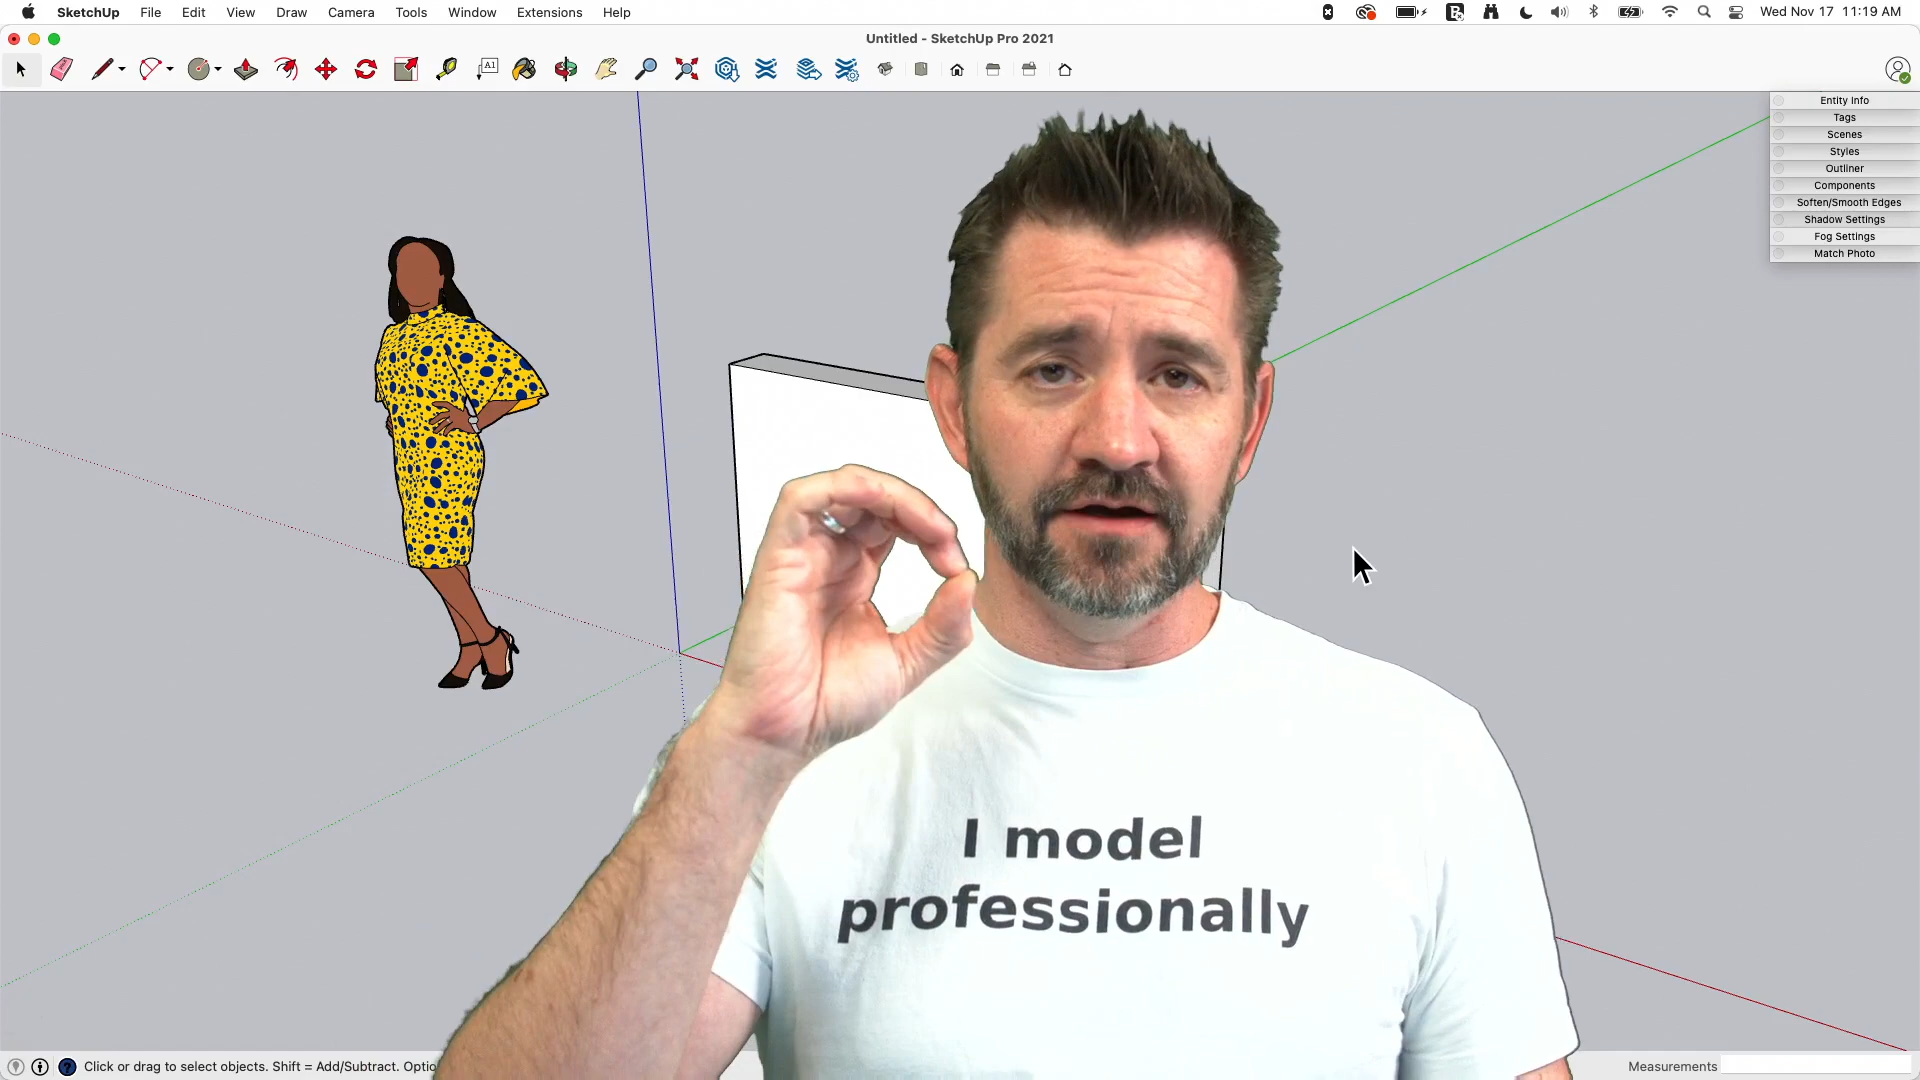 SketchUp File Edit View Draw Camera Tools Window Extensions Help Wed Nov 17 11:19 AM
Untitled - SketchUp Pro 2021
A1
Entity Info
Tags
Scenes
Styles
Outliner
Components
Soften/Smooth Edges
Shadow Settings
Fog Settings
Match Photo
I model
professionally
Click or drag to select objects. Shift = Add/Subtract. Optio
Measurements